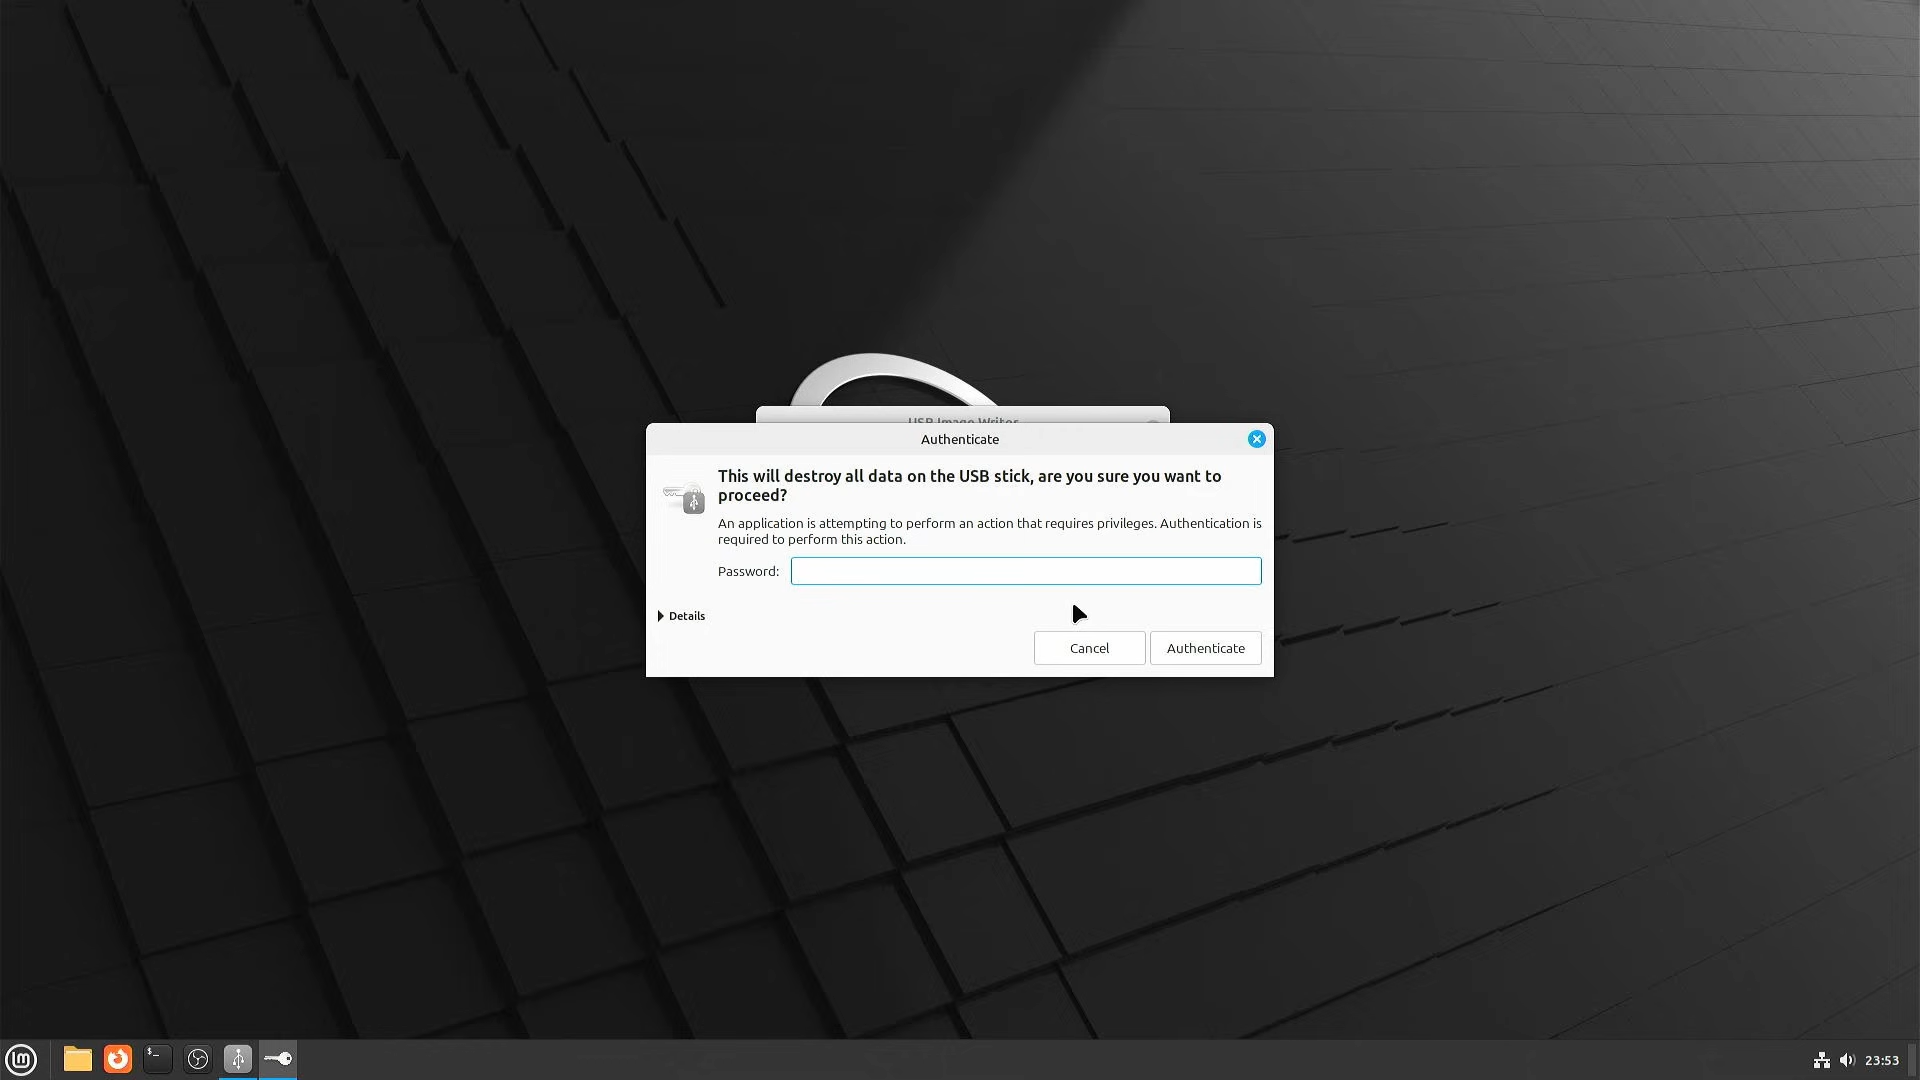 USB Image Writer
Authenticate
This will destroy all data on the USB stick, are you sure you want to
proceed?
An application is attempting to perform an action that requires privileges. Authentication is
required to perform this action.
Password:
Details
Cancel
Authenticate
23:53